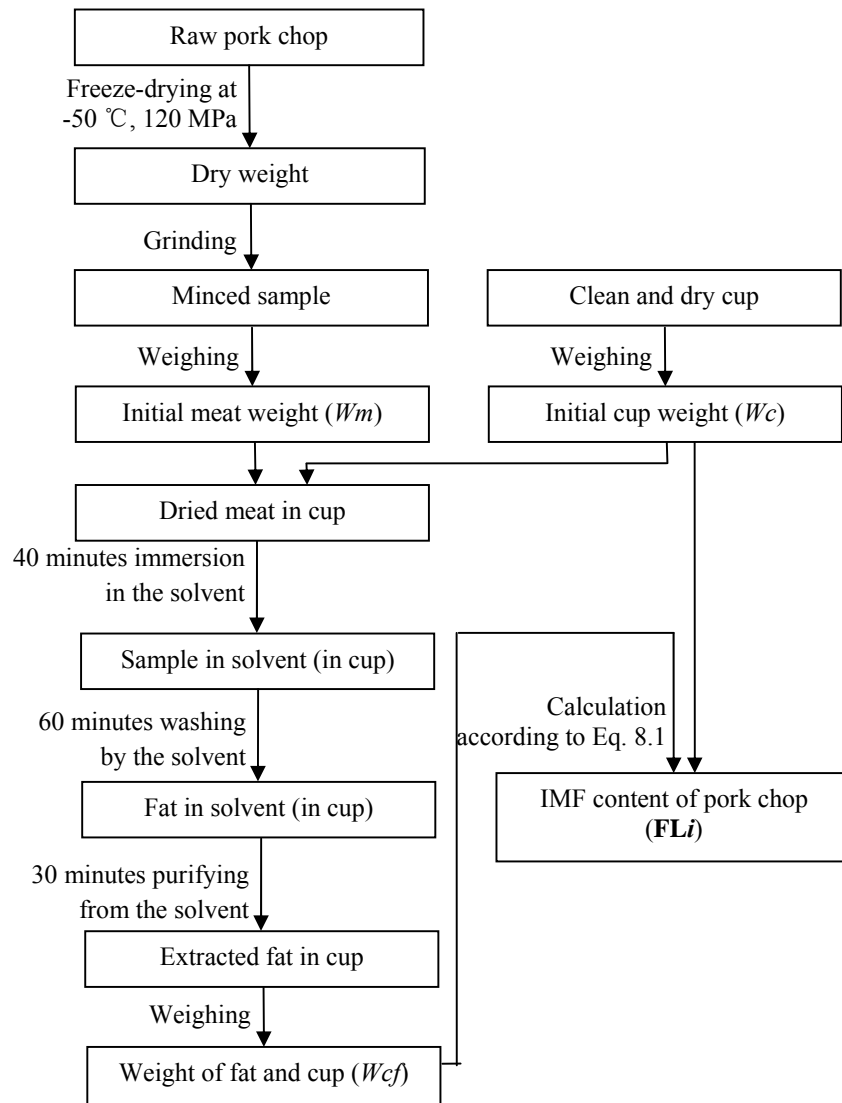 Raw pork chop
Freeze-drying at
-50 ℃, 120 MPa
Dry weight
Grinding
Minced sample
Clean and dry cup
Weighing
Weighing
Initial meat weight (Wm)
Initial cup weight (Wc)
Dried meat in cup
40 minutes immersion
in the solvent
Sample in solvent (in cup)
60 minutes washing
by the solvent
Calculation
according to Eq. 8.1
Fat in solvent (in cup)
IMF content of pork chop
(FLi)
30 minutes purifying
from the solvent
Extracted fat in cup
Weighing
Weight of fat and cup (Wcf)